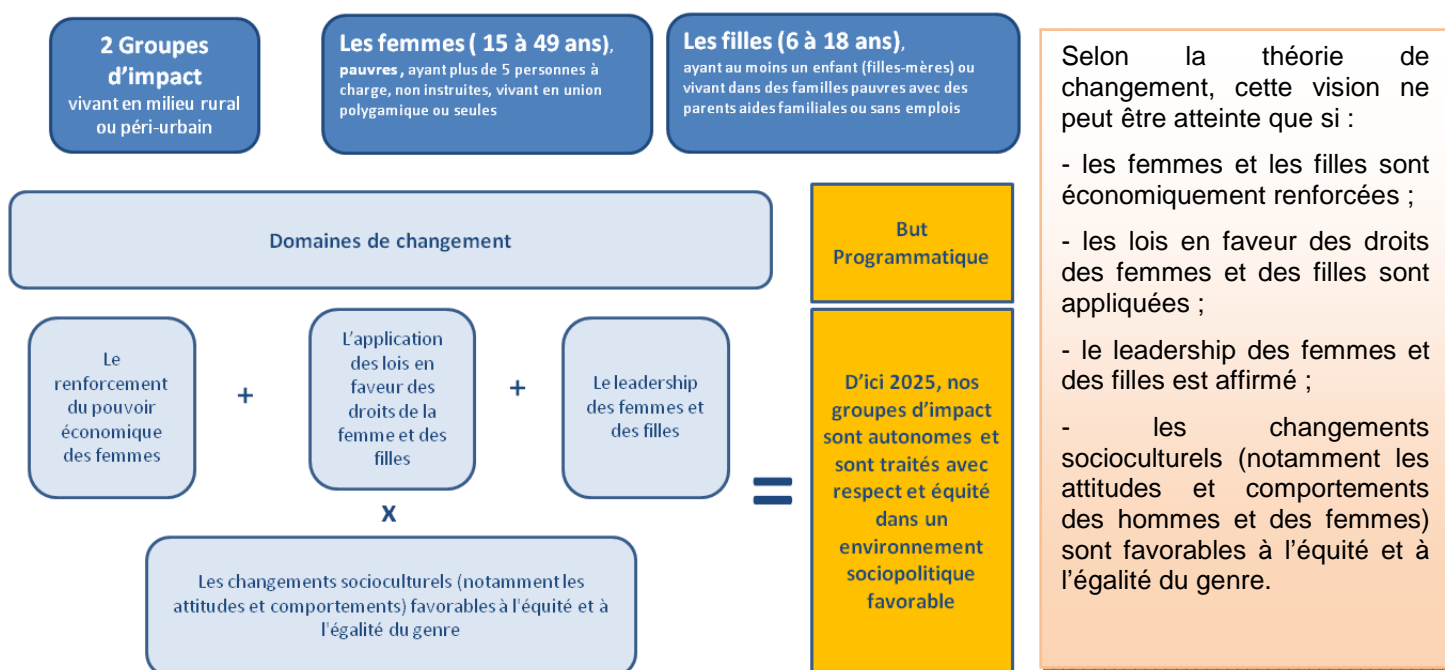 2 Groupes
d’impact
vivant en milieu rural
ou péri-urbain
Les femmes ( 15 à 49 ans),
pauvres , ayant plus de 5 personnes à
charge, non instruites, vivant en union
polygamique ou seules
Les filles (6 à 18 ans),
ayant au moins un enfant (filles-mères) ou
vivant dans des familles pauvres avec des
parents aides familiales ou sans emplois
Domaines de changement
But
Programmatique
Le
renforcement
du pouvoir
économique
des femmes
+
L’application
des lois en
faveur des
droits de la
femme et des
filles
+
Le leadership
des femmes et
des filles
x
Les changements socioculturels (notamment les
attitudes et comportements) favorables à l'équité et à
l'égalité du genre
=
D’ici 2025, nos
groupes d’impact
sont autonomes et
sont traités avec
respect et équité
dans un
environnement
sociopolitique
favorable
Selon la théorie de
changement, cette vision ne
peut être atteinte que si :
- les femmes et les filles sont
économiquement renforcées ;
- les lois en faveur des droits
des femmes et des filles sont
appliquées ;
- le leadership des femmes et
des filles est affirmé ;
- les changements
socioculturels (notamment les
attitudes et comportements
des hommes et des femmes)
sont favorables à l’équité et à
l’égalité du genre.